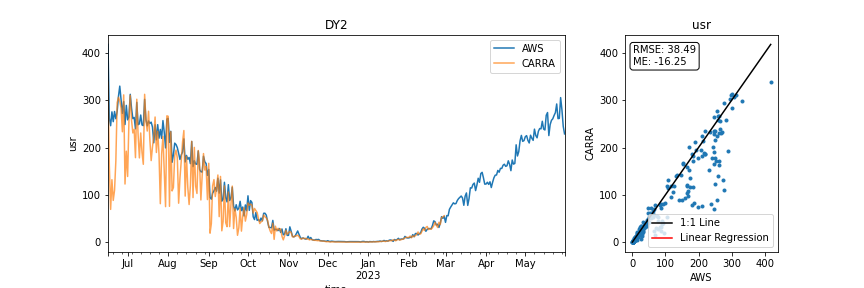 DY2
usr
400
300
200
100
0
usr
AWS
CARRA
Jul
Aug
Sep
Oct
Nov
Dec
Jan
2023
Feb
Mar
Apr
May
time
usr
RMSE: 38.49
ME: -16.25
400
300
200
100
0
CARRA
1:1 Line
Linear Regression
0
100
200
300
400
AWS